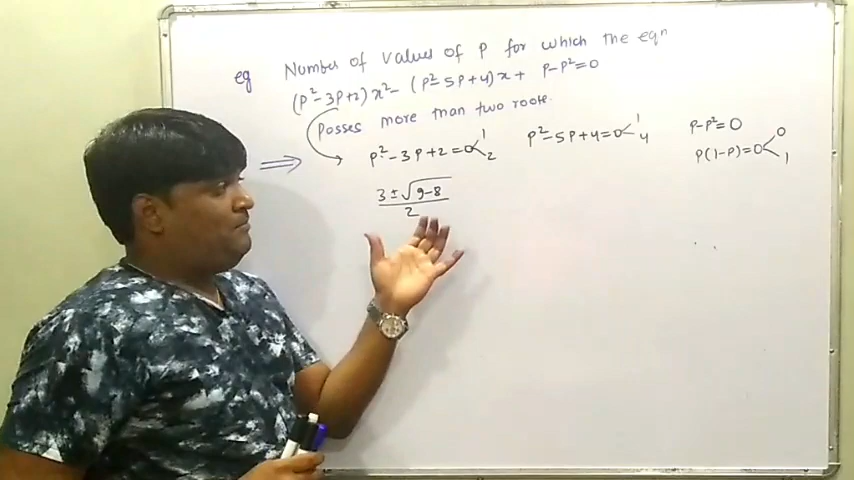 eg Number of values of P for which the eqn
(P²-3P+2)x²- (P²-5P+4)x + P-P²=0
Posses more than two roots.
⇒ P²-3P+2=0 < 1 2
P²-5P+4=0 < 1 4
P-P²=0
P(1-P)=0 < 0 1
3±√9-8
2